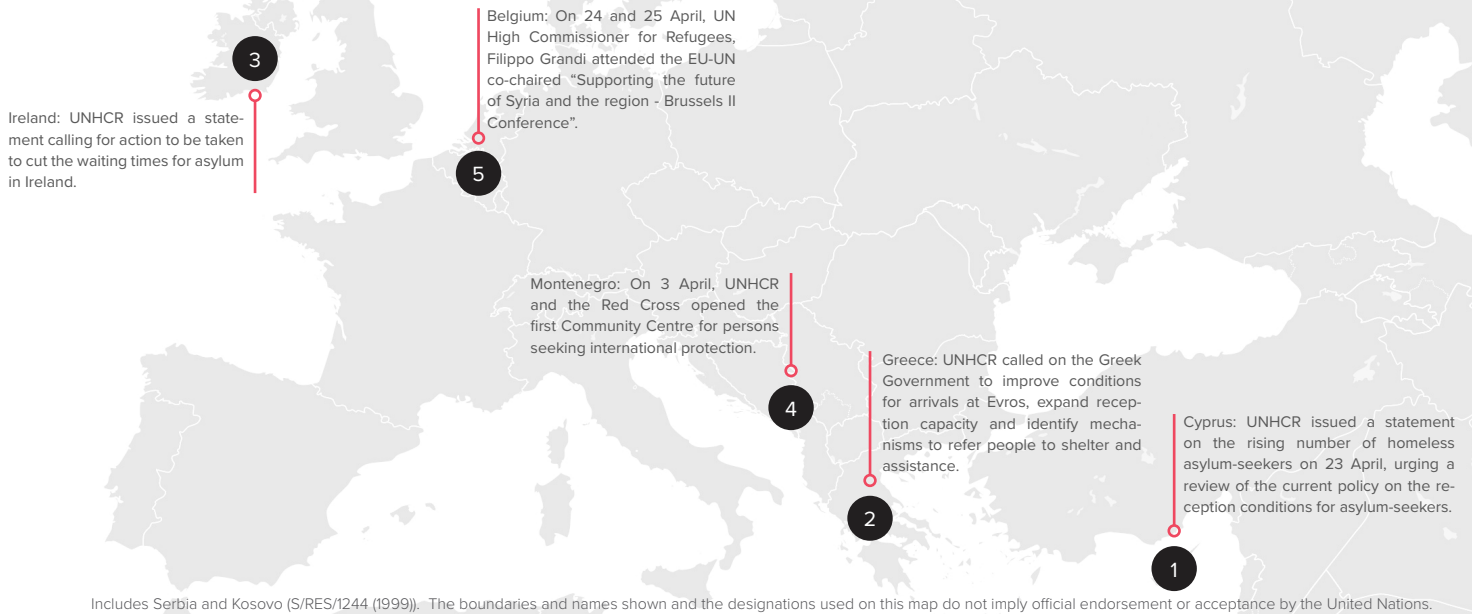 3
Ireland: UNHCR issued a state-
ment calling for action to be taken
to cut the waiting times for asylum
in Ireland.
Belgium: On 24 and 25 April, UN
High Commissioner for Refugees,
Filippo Grandi attended the EU-UN
co-chaired “Supporting the future
of Syria and the region - Brussels II
Conference”.
5
Montenegro: On 3 April, UNHCR
and the Red Cross opened the
first Community Centre for persons
seeking international protection.
4
Greece: UNHCR called on the Greek
Government to improve conditions
for arrivals at Evros, expand recep-
tion capacity and identify mecha-
nisms to refer people to shelter and
assistance.
2
Cyprus: UNHCR issued a statement
on the rising number of homeless
asylum-seekers on 23 April, urging a
review of the current policy on the re-
ception conditions for asylum-seekers.
1
Includes Serbia and Kosovo (S/RES/1244 (1999)). The boundaries and names shown and the designations used on this map do not imply official endorsement or acceptance by the United Nations.